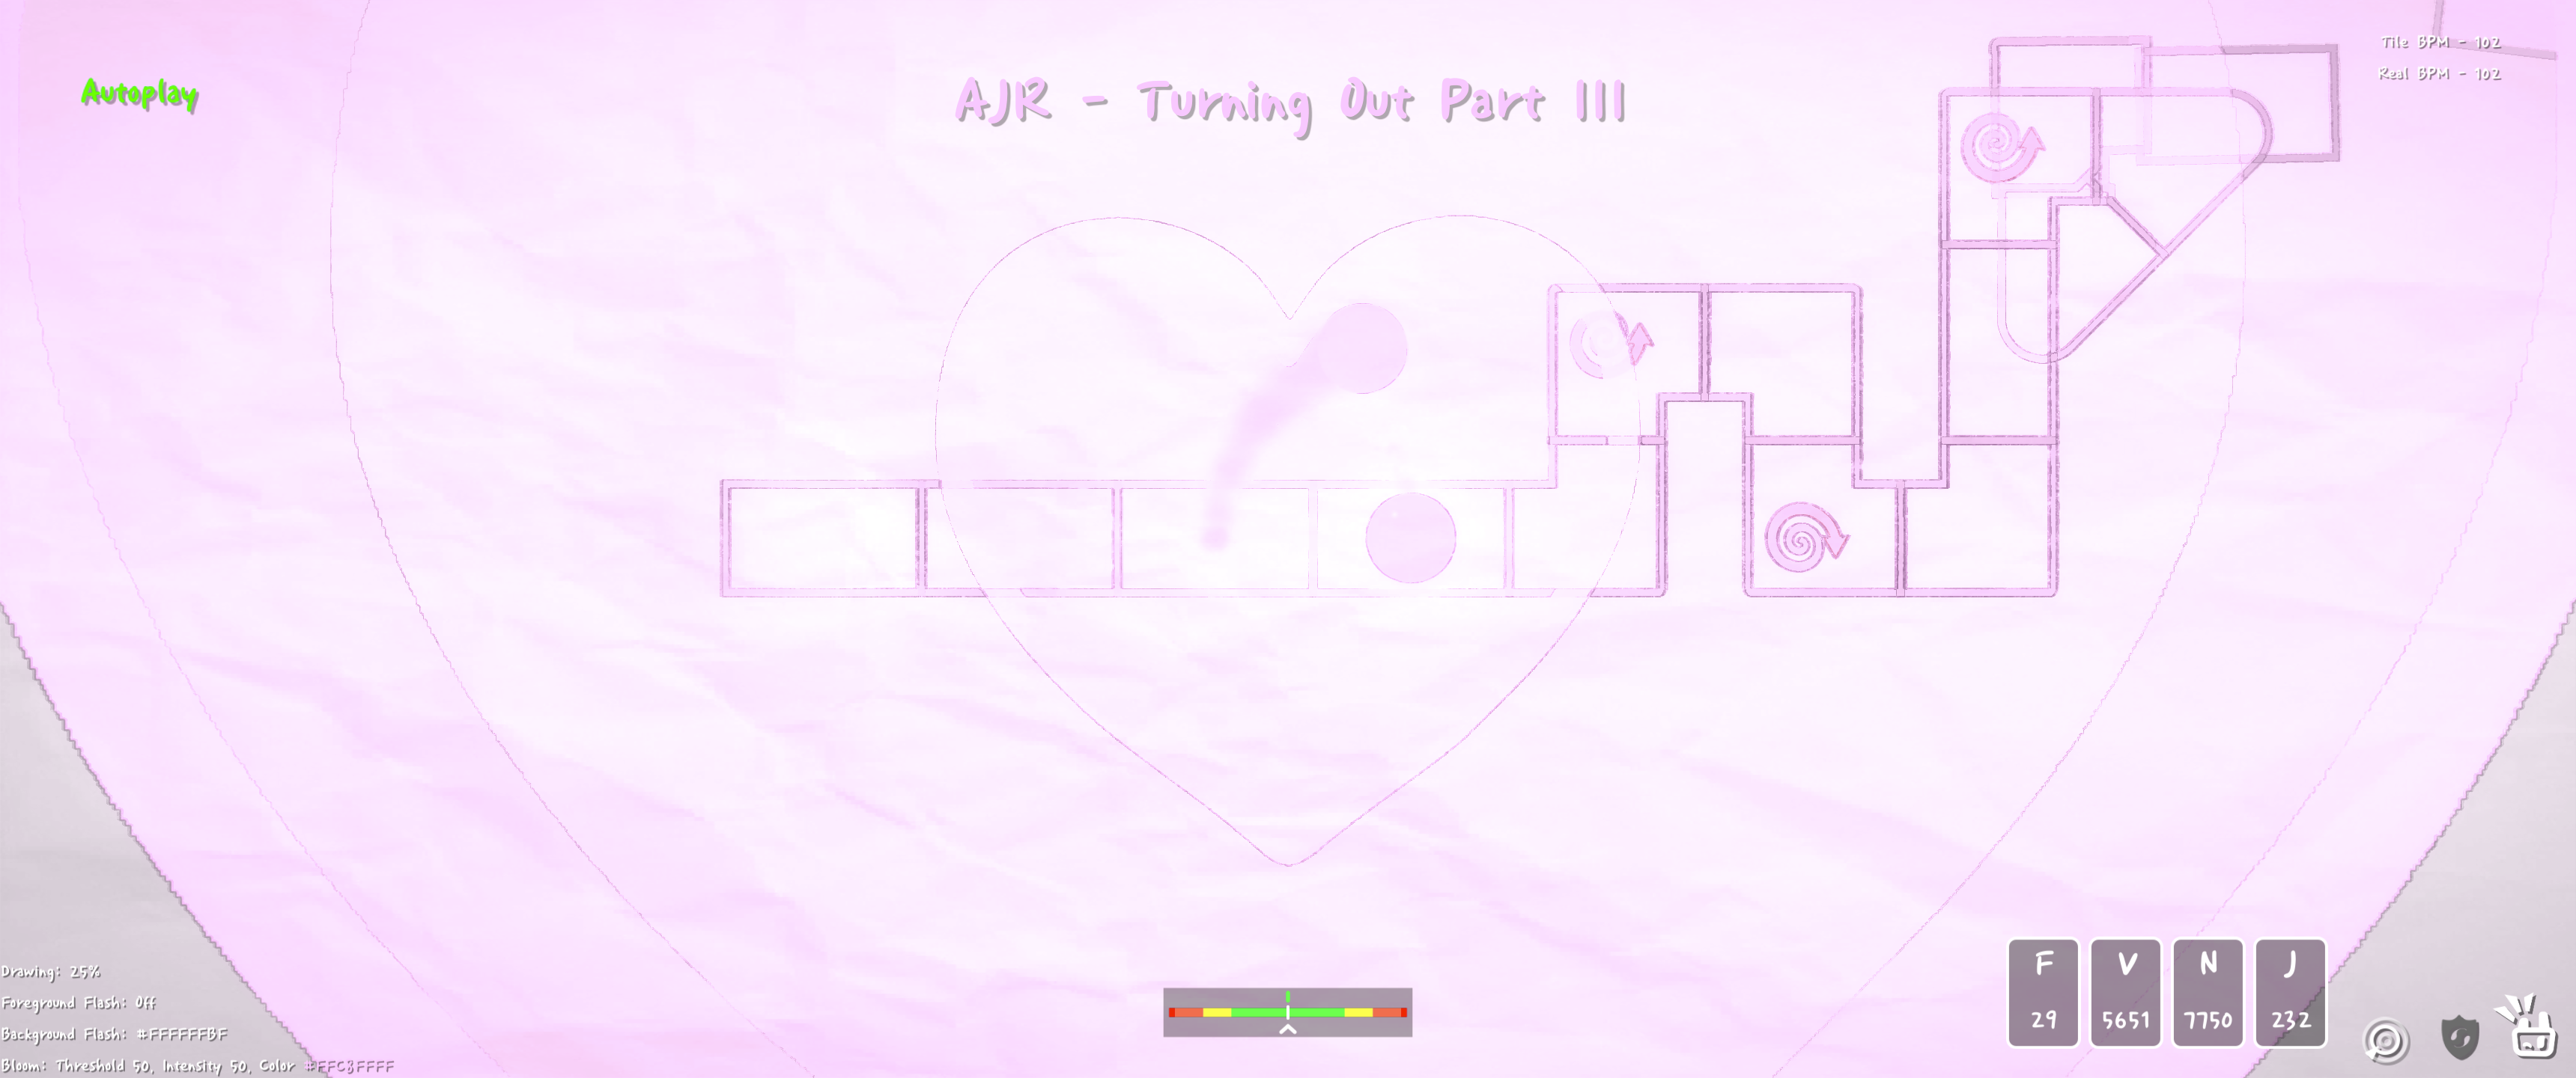 Tile BPM - 102
Real BPM - 102
Autoplay
AJR - Turning Out Part III
Drawing: 25%
Foreground Flash: Off
Background Flash: #FFFFFFBF
Bloom: Threshold 50, Intensity 50, Color #FFC8FFFF
F V N J
29 5651 7750 232